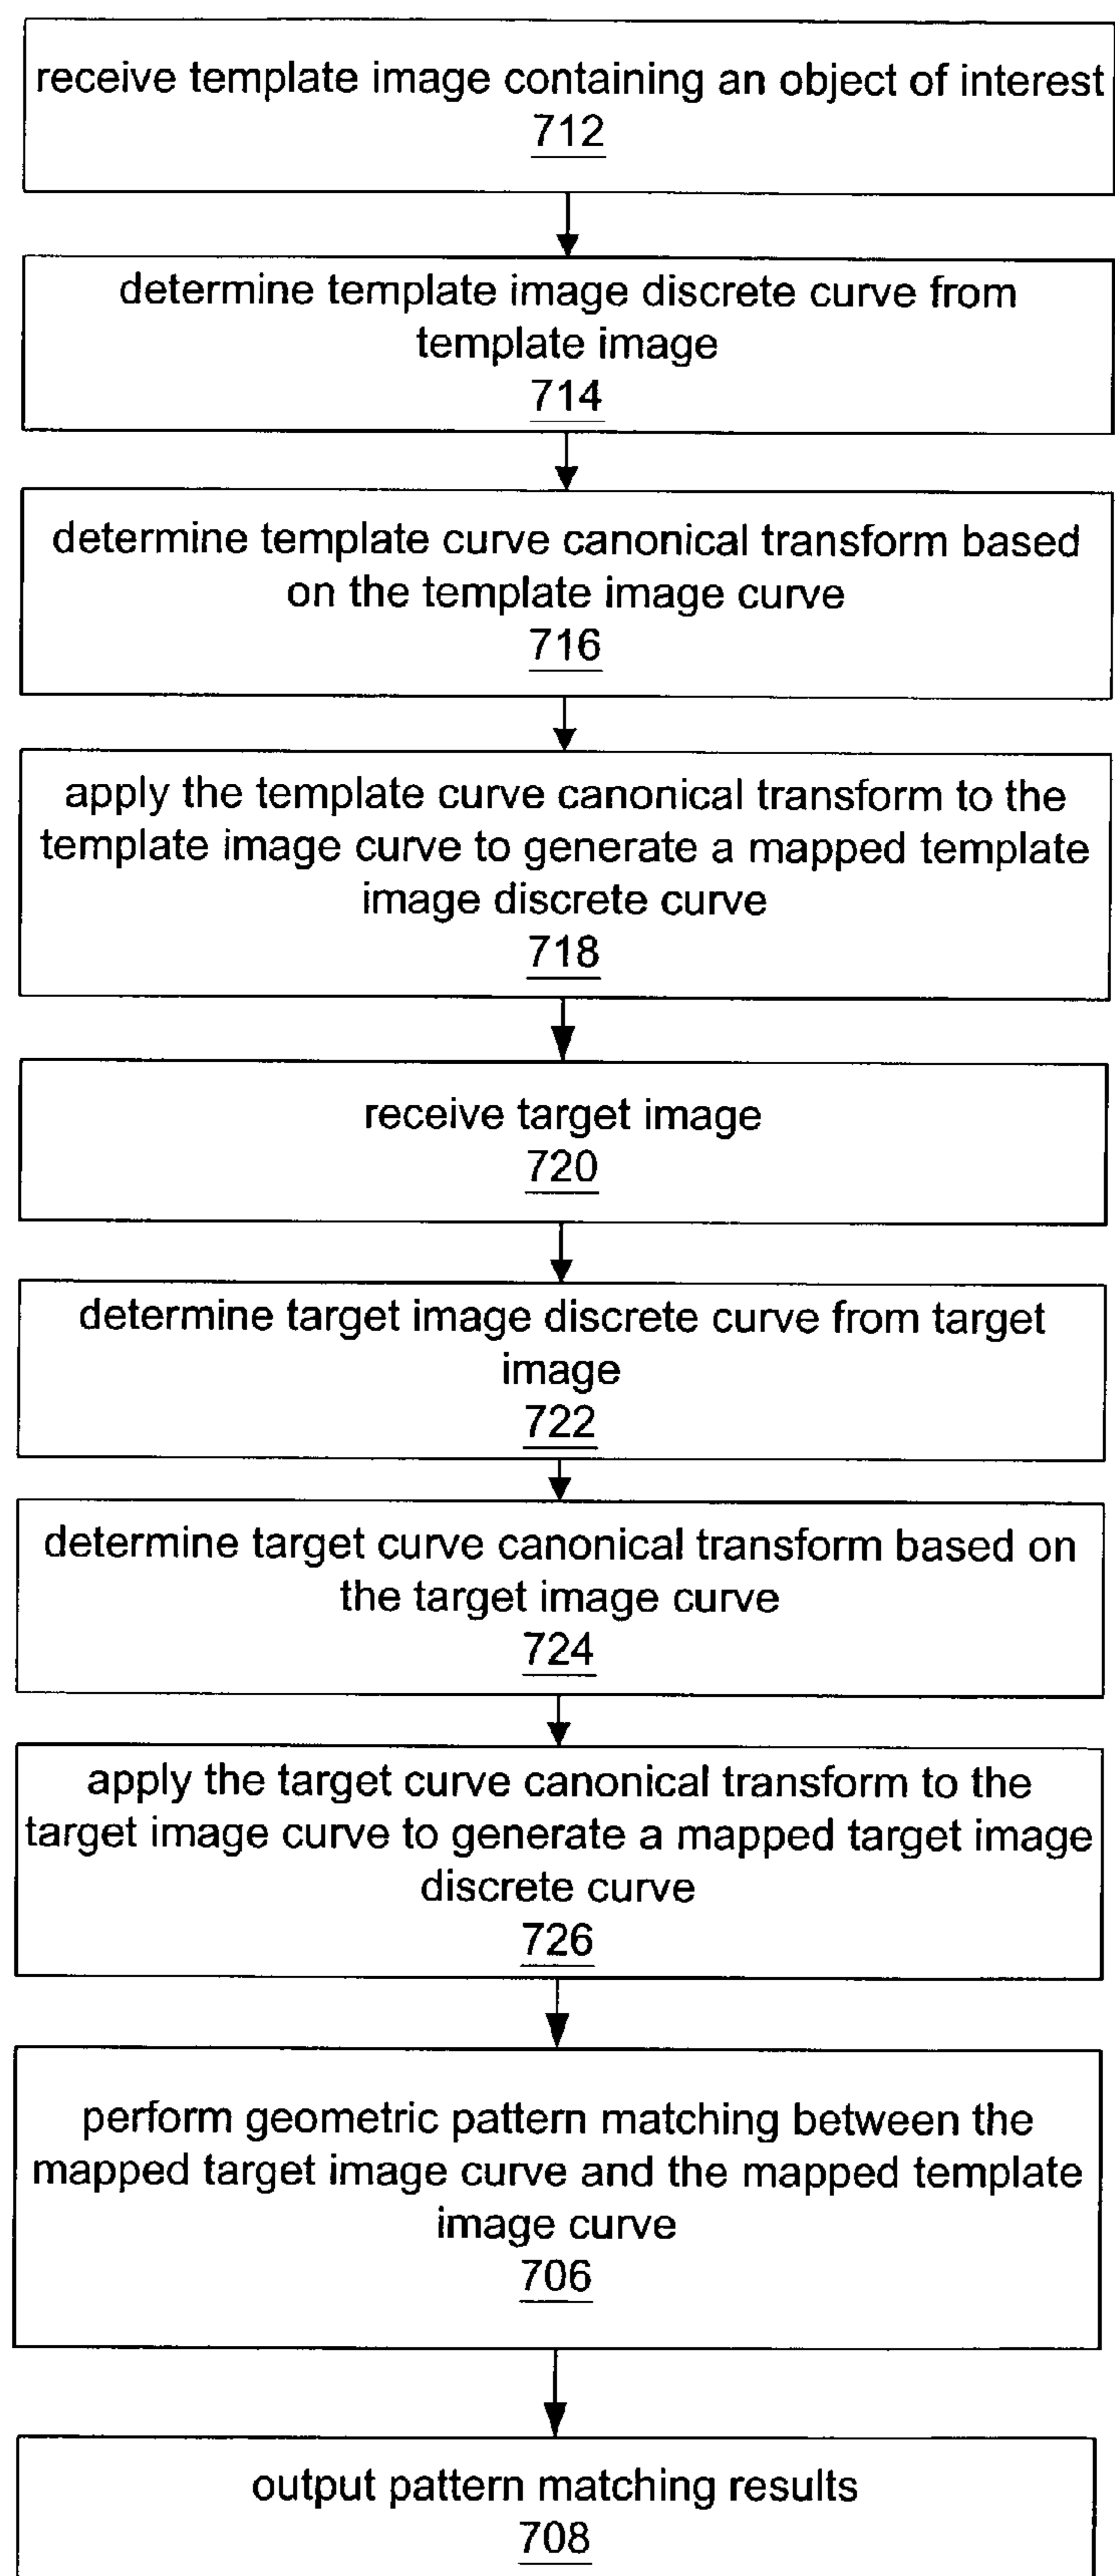 receive template image containing an object of interest
712
determine template image discrete curve from
template image
714
determine template curve canonical transform based
on the template image curve
716
apply the template curve canonical transform to the
template image curve to generate a mapped template
image discrete curve
718
receive target image
720
determine target image discrete curve from target
image
722
determine target curve canonical transform based on
the target image curve
724
apply the target curve canonical transform to the
target image curve to generate a mapped target image
discrete curve
726
perform geometric pattern matching between the
mapped target image curve and the mapped template
image curve
706
output pattern matching results
708